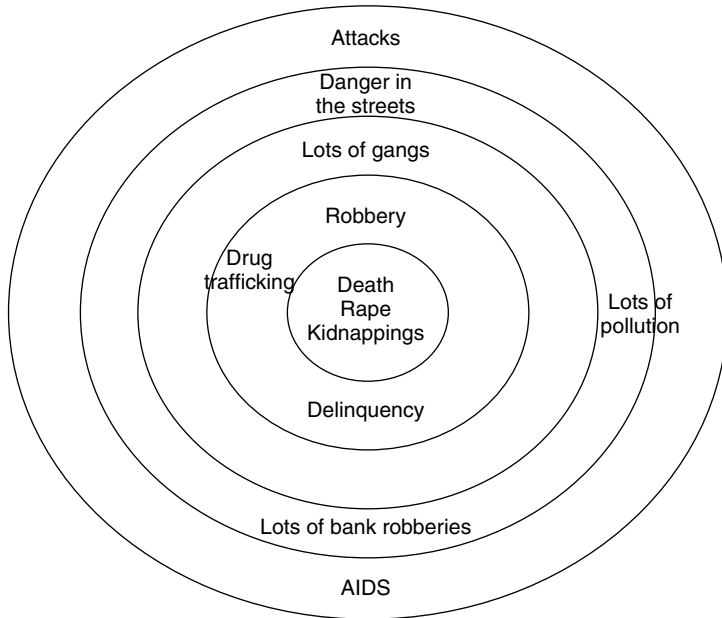 Attacks
Danger in
the streets
Lots of gangs
Robbery
Drug
trafficking
Death
Rape
Kidnappings
Lots of
pollution
Delinquency
Lots of bank robberies
AIDS